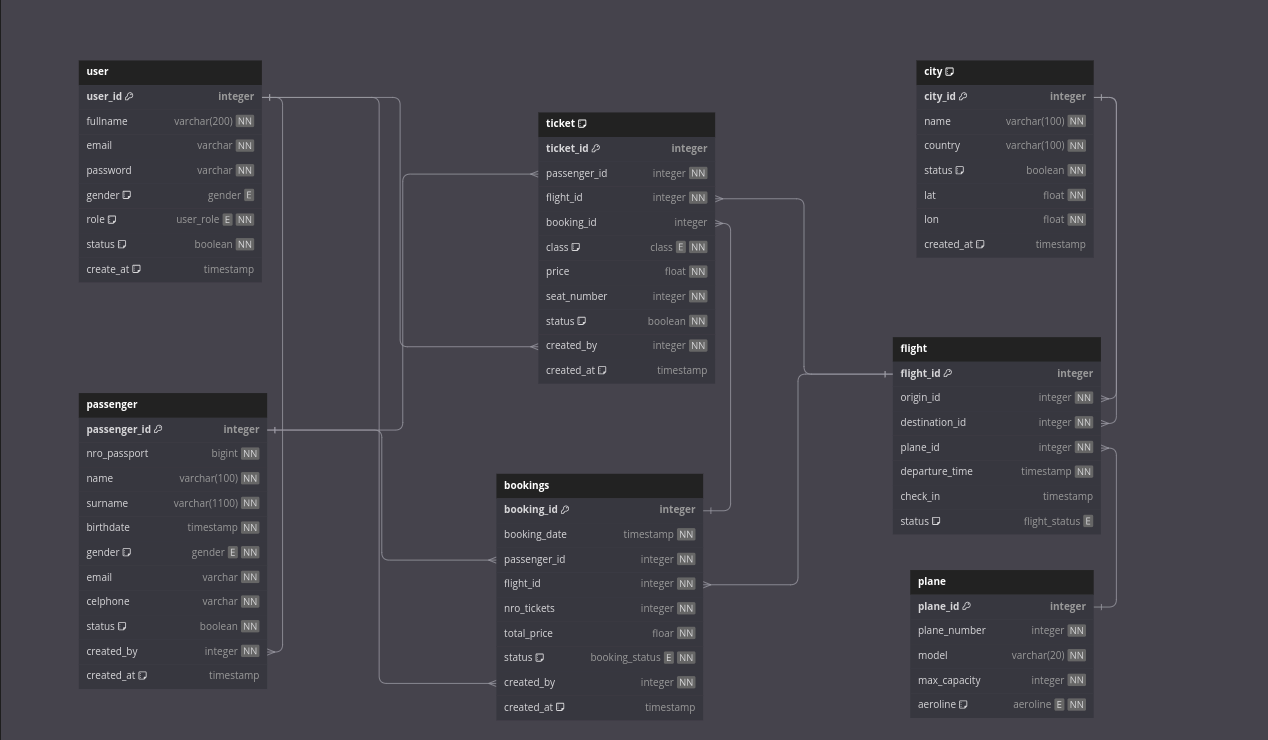 user
user_id integer
fullname varchar(200) NN
email varchar NN
password varchar NN
gender gender E
role user_role E NN
status boolean NN
create_at timestamp
passenger
passenger_id integer
nro_passport bigint NN
name varchar(100) NN
surname varchar(1100) NN
birthdate timestamp NN
gender gender E NN
email varchar NN
celphone varchar NN
status boolean NN
created_by integer NN
created_at timestamp
ticket
ticket_id integer
passenger_id integer NN
flight_id integer NN
booking_id integer
class class E NN
price float NN
seat_number integer NN
status boolean NN
created_by integer NN
created_at timestamp
bookings
booking_id integer
booking_date timestamp NN
passenger_id integer NN
flight_id integer NN
nro_tickets integer NN
total_price floar NN
status booking_status E NN
created_by integer NN
created_at timestamp
city
city_id integer
name varchar(100) NN
country varchar(100) NN
status boolean NN
lat float NN
lon float NN
created_at timestamp
flight
flight_id integer
origin_id integer NN
destination_id integer NN
plane_id integer NN
departure_time timestamp NN
check_in timestamp
status flight_status E
plane
plane_id integer
plane_number integer NN
model varchar(20) NN
max_capacity integer NN
aeroline aeroline E NN